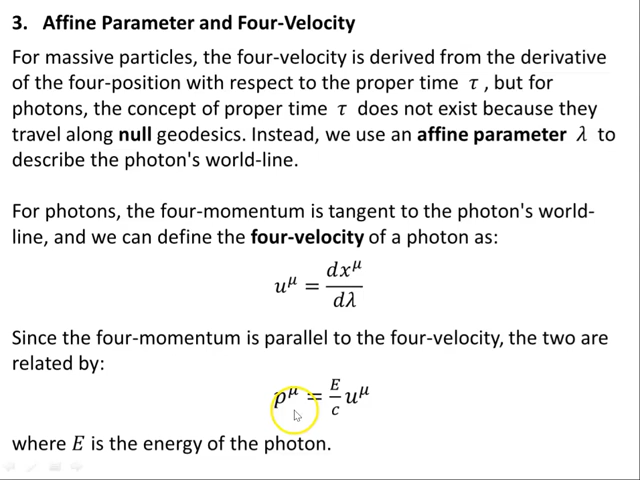 3. Affine Parameter and Four-Velocity
For massive particles, the four-velocity is derived from the derivative
of the four-position with respect to the proper time τ , but for
photons, the concept of proper time τ does not exist because they
travel along null geodesics. Instead, we use an affine parameter λ to
describe the photon's world-line.
For photons, the four-momentum is tangent to the photon's world-
line, and we can define the four-velocity of a photon as:
u^μ = dx^μ / dλ
Since the four-momentum is parallel to the four-velocity, the two are
related by:
p^μ = E/c u^μ
where E is the energy of the photon.